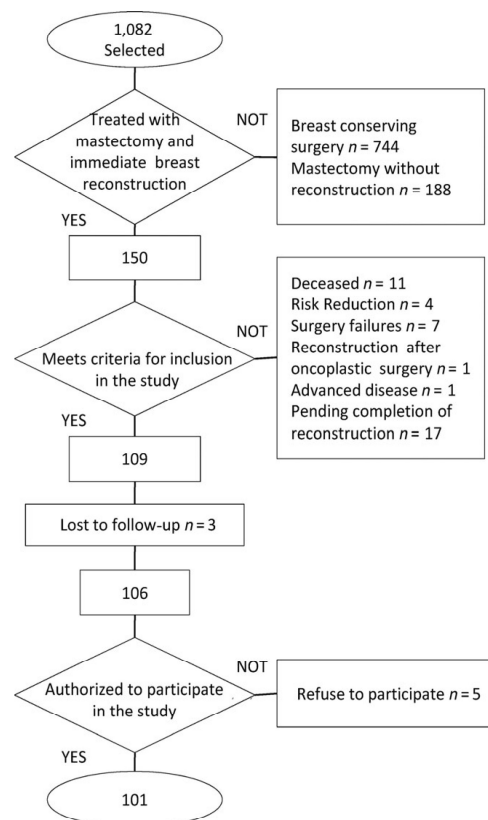 1,082
Selected
Treated with
mastectomy and
immediate breast
reconstruction
NOT
Breast conserving
surgery n = 744
Mastectomy without
reconstruction n = 188
YES
150
Meets criteria for inclusion
in the study
NOT
Deceased n = 11
Risk Reduction n = 4
Surgery failures n = 7
Reconstruction after
oncoplastic surgery n = 1
Advanced disease n = 1
Pending completion of
reconstruction n = 17
YES
109
Lost to follow-up n = 3
106
Authorized to participate
in the study
NOT
Refuse to participate n = 5
YES
101